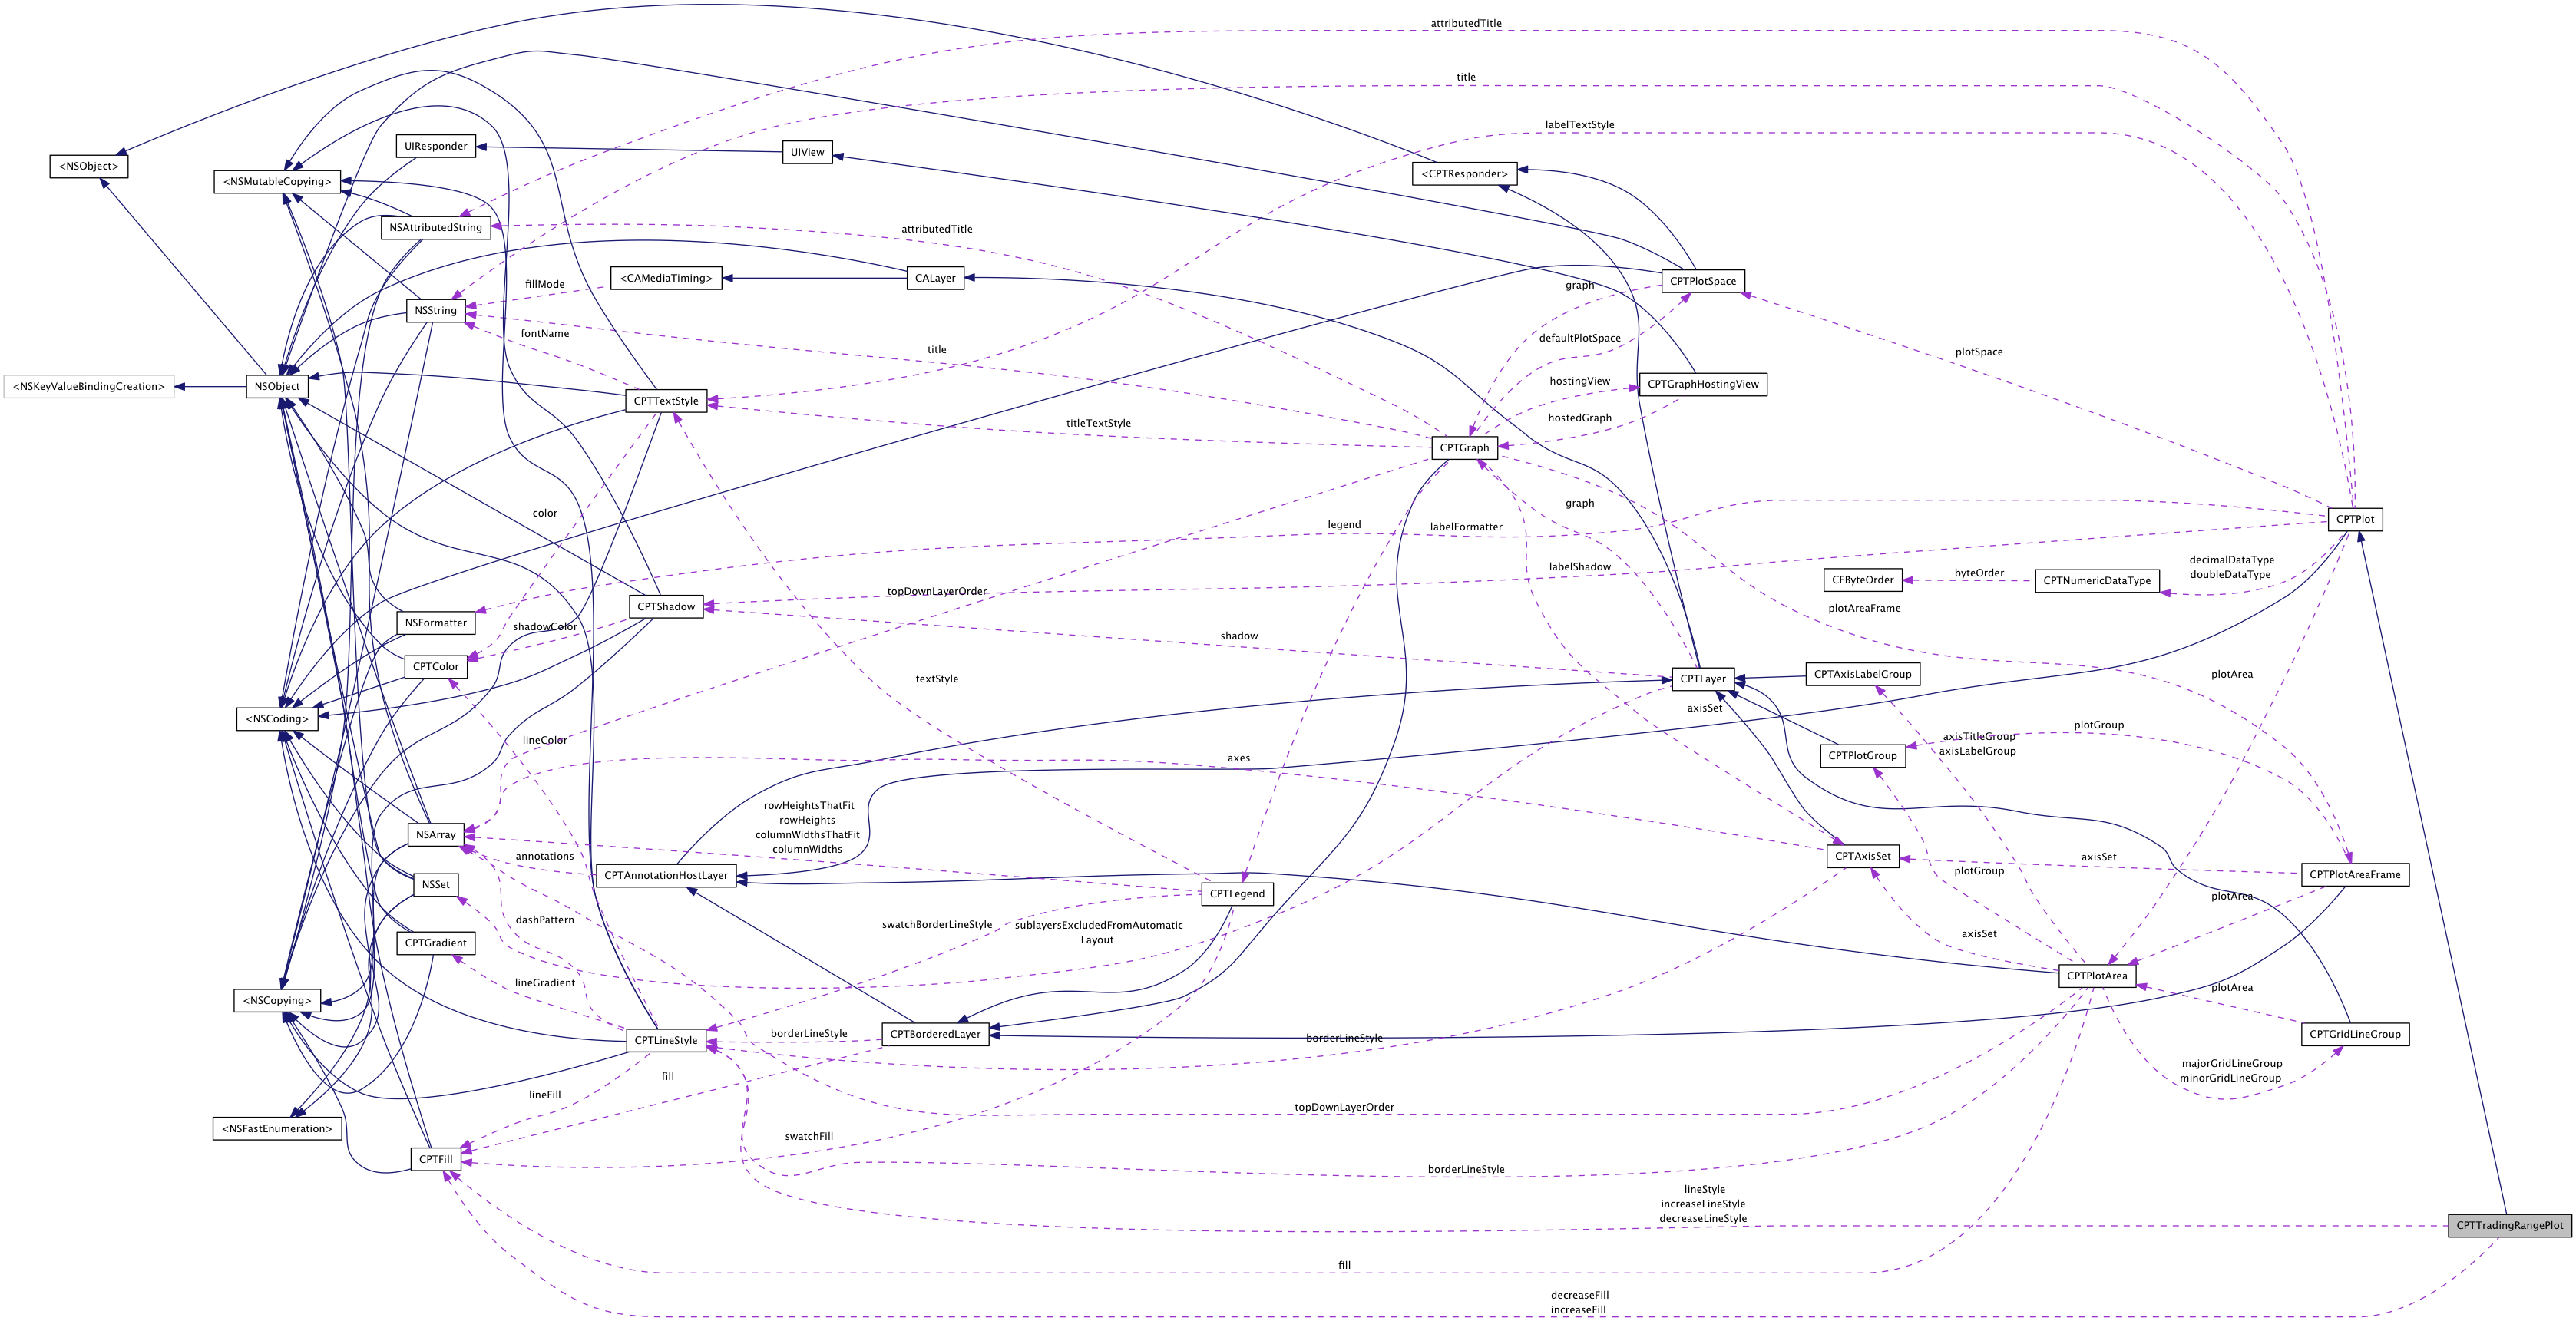 attributedTitle
title
labelTextStyle
UIResponder
UIView
<NSObject>
<CPTResponder>
<NSMutableCopying>
NSAttributedString
attributedTitle
<CAMediaTiming>
CALayer
CPTPlotSpace
fillMode
graph
NSString
fontName
defaultPlotSpace
title
plotSpace
<NSKeyValueBindingCreation>
NSObject
hostingView
CPTGraphHostingView
CPTTextStyle
hostedGraph
titleTextStyle
CPTGraph
graph
color
legend
labelFormatter
CPTPlot
decimalDataType
doubleDataType
labelShadow
byteOrder
CFByteOrder
CPTNumericDataType
topDownLayerOrder
CPTShadow
plotAreaFrame
NSFormatter
shadowColor
shadow
CPTColor
textStyle
CPTLayer
CPTAxisLabelGroup
plotArea
axisSet
<NSCoding>
plotGroup
lineColor
axisTitleGroup
axisLabelGroup
axes
CPTPlotGroup
rowHeightsThatFit
rowHeights
columnWidthsThatFit
columnWidths
NSArray
annotations
CPTAxisSet
axisSet
CPTAnnotationHostLayer
plotGroup
CPTPlotAreaFrame
NSSet
CPTLegend
plotArea
dashPattern
swatchBorderLineStyle
sublayersExcludedFromAutomatic
Layout
axisSet
CPTGradient
CPTPlotArea
lineGradient
plotArea
<NSCopying>
CPTLineStyle
borderLineStyle
CPTBorderedLayer
borderLineStyle
CPTGridLineGroup
majorGridLineGroup
minorGridLineGroup
fill
lineFill
topDownLayerOrder
<NSFastEnumeration>
swatchFill
CPTFill
borderLineStyle
lineStyle
increaseLineStyle
decreaseLineStyle
CPTTradingRangePlot
fill
decreaseFill
increaseFill